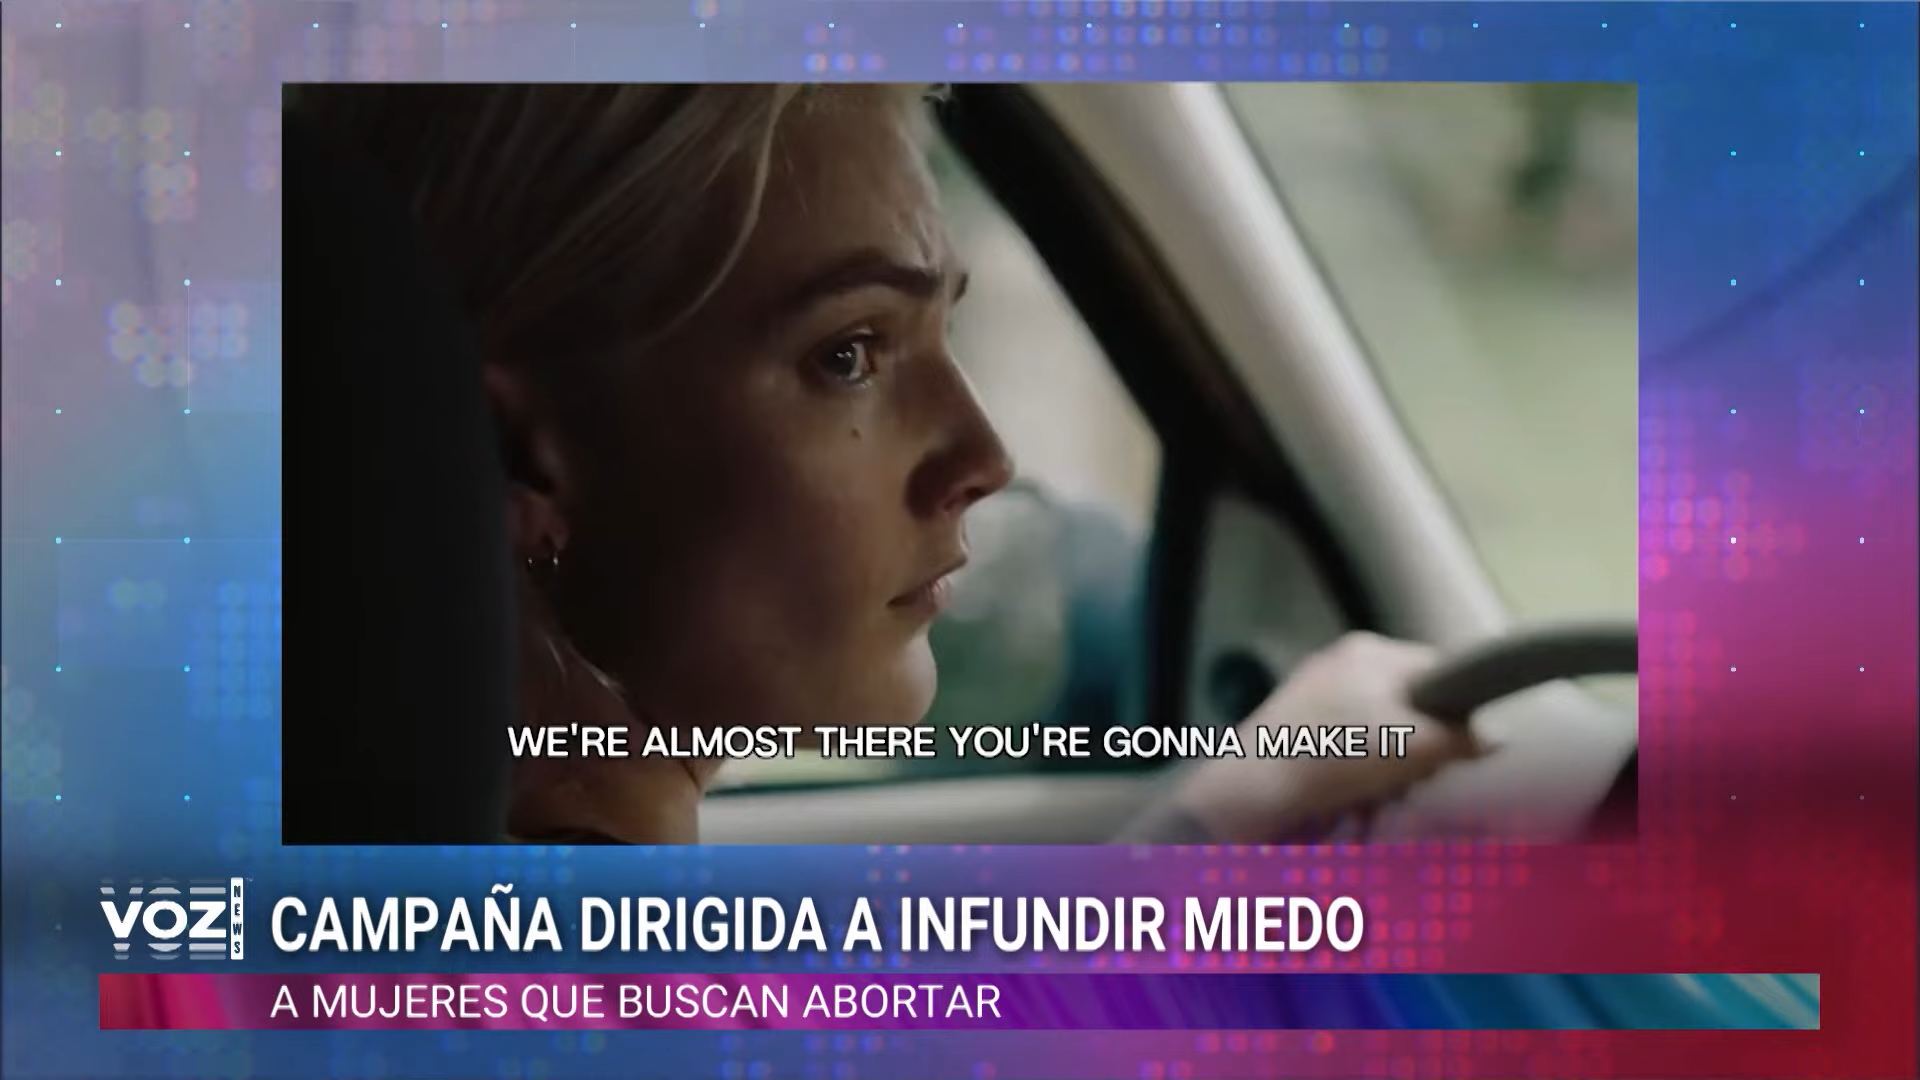 WE'RE ALMOST THERE YOU'RE GONNA MAKE IT
VOZ NEWS
CAMPAÑA DIRIGIDA A INFUNDIR MIEDO
A MUJERES QUE BUSCAN ABORTAR